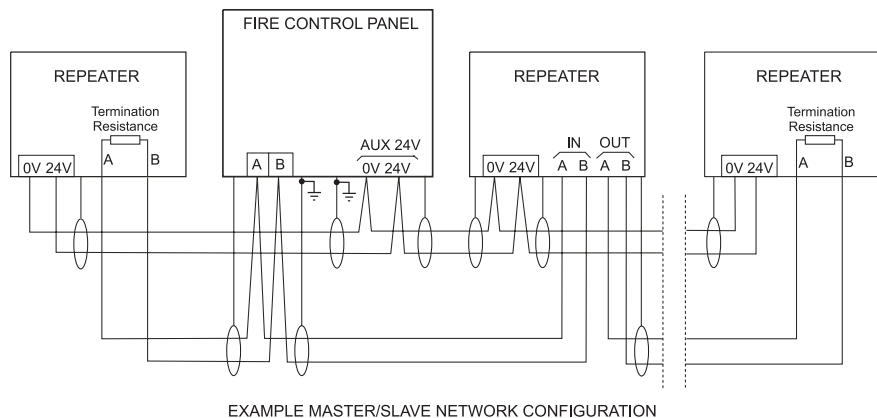 FIRE CONTROL PANEL
REPEATER
REPEATER
REPEATER
Termination
Resistance
Termination
Resistance
IN OUT
AUX 24V
A B
A B
A B A B
A B
0V 24V
0V 24V
0V 24V
0V 24V
EXAMPLE MASTER/SLAVE NETWORK CONFIGURATION